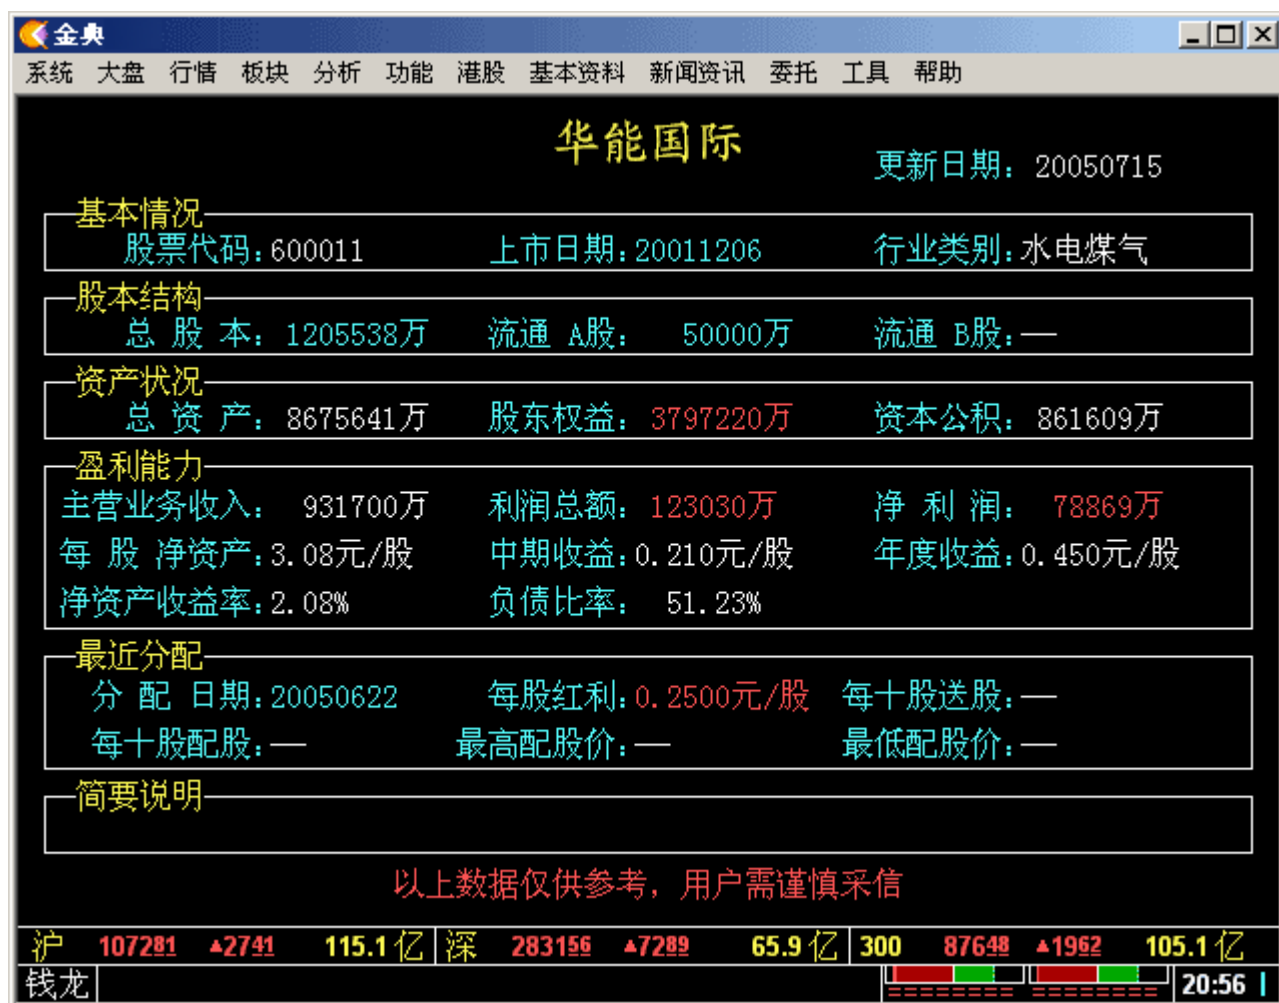 金典
系统 大盘 行情 板块 分析 功能 港股 基本资料 新闻资讯 委托 工具 帮助
华能国际
更新日期：20050715
基本情况
股票代码：600011 上市日期：20011206 行业类别：水电煤气
股本结构
总 股 本：1205538万 流通 A股： 50000万 流通 B股：—
资产状况
总 资 产：8675641万 股东权益：3797220万 资本公积：861609万
盈利能力
主营业务收入： 931700万 利润总额：123030万 净 利 润： 78869万
每 股 净资产：3.08元/股 中期收益：0.210元/股 年度收益：0.450元/股
净资产收益率：2.08% 负债比率： 51.23%
最近分配
分 配 日期：20050622 每股红利：0.2500元/股 每十股送股：—
每十股配股：— 最高配股价：— 最低配股价：—
简要说明
以上数据仅供参考，用户需谨慎采信
沪 107281 ▲2741 115.1亿 深 283156 ▲7289 65.9亿 300 87648 ▲1962 105.1亿
钱龙 20:56